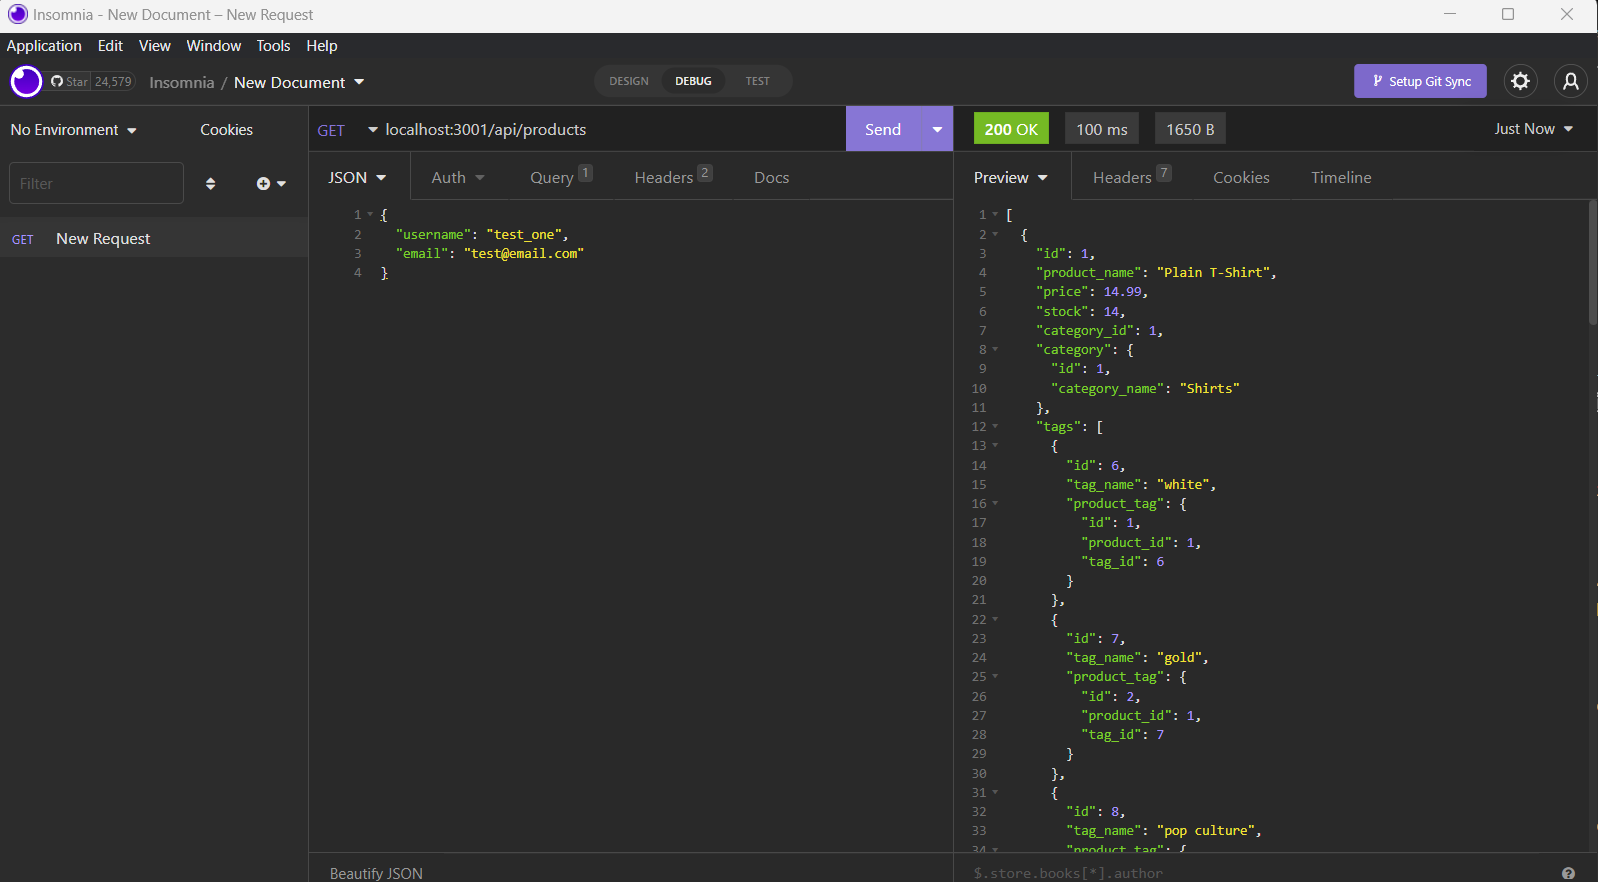 Insomnia - New Document – New Request
Application Edit View Window Tools Help
Star 24,579 Insomnia / New Document DESIGN DEBUG TEST Setup Git Sync
No Environment Cookies
Filter
GET New Request
GET localhost:3001/api/products Send
JSON Auth Query 1 Headers 2 Docs
1 {
2 "username": "test_one",
3 "email": "test@email.com"
4 }
Beautify JSON
200 OK 100 ms 1650 B Just Now
Preview Headers 7 Cookies Timeline
1 [
2 {
3 "id": 1,
4 "product_name": "Plain T-Shirt",
5 "price": 14.99,
6 "stock": 14,
7 "category_id": 1,
8 "category": {
9 "id": 1,
10 "category_name": "Shirts"
11 },
12 "tags": [
13 {
14 "id": 6,
15 "tag_name": "white",
16 "product_tag": {
17 "id": 1,
18 "product_id": 1,
19 "tag_id": 6
20 }
21 },
22 {
23 "id": 7,
24 "tag_name": "gold",
25 "product_tag": {
26 "id": 2,
27 "product_id": 1,
28 "tag_id": 7
29 }
30 },
31 {
32 "id": 8,
33 "tag_name": "pop culture",
34 "product_tag": {
$.store.books[*].author ?